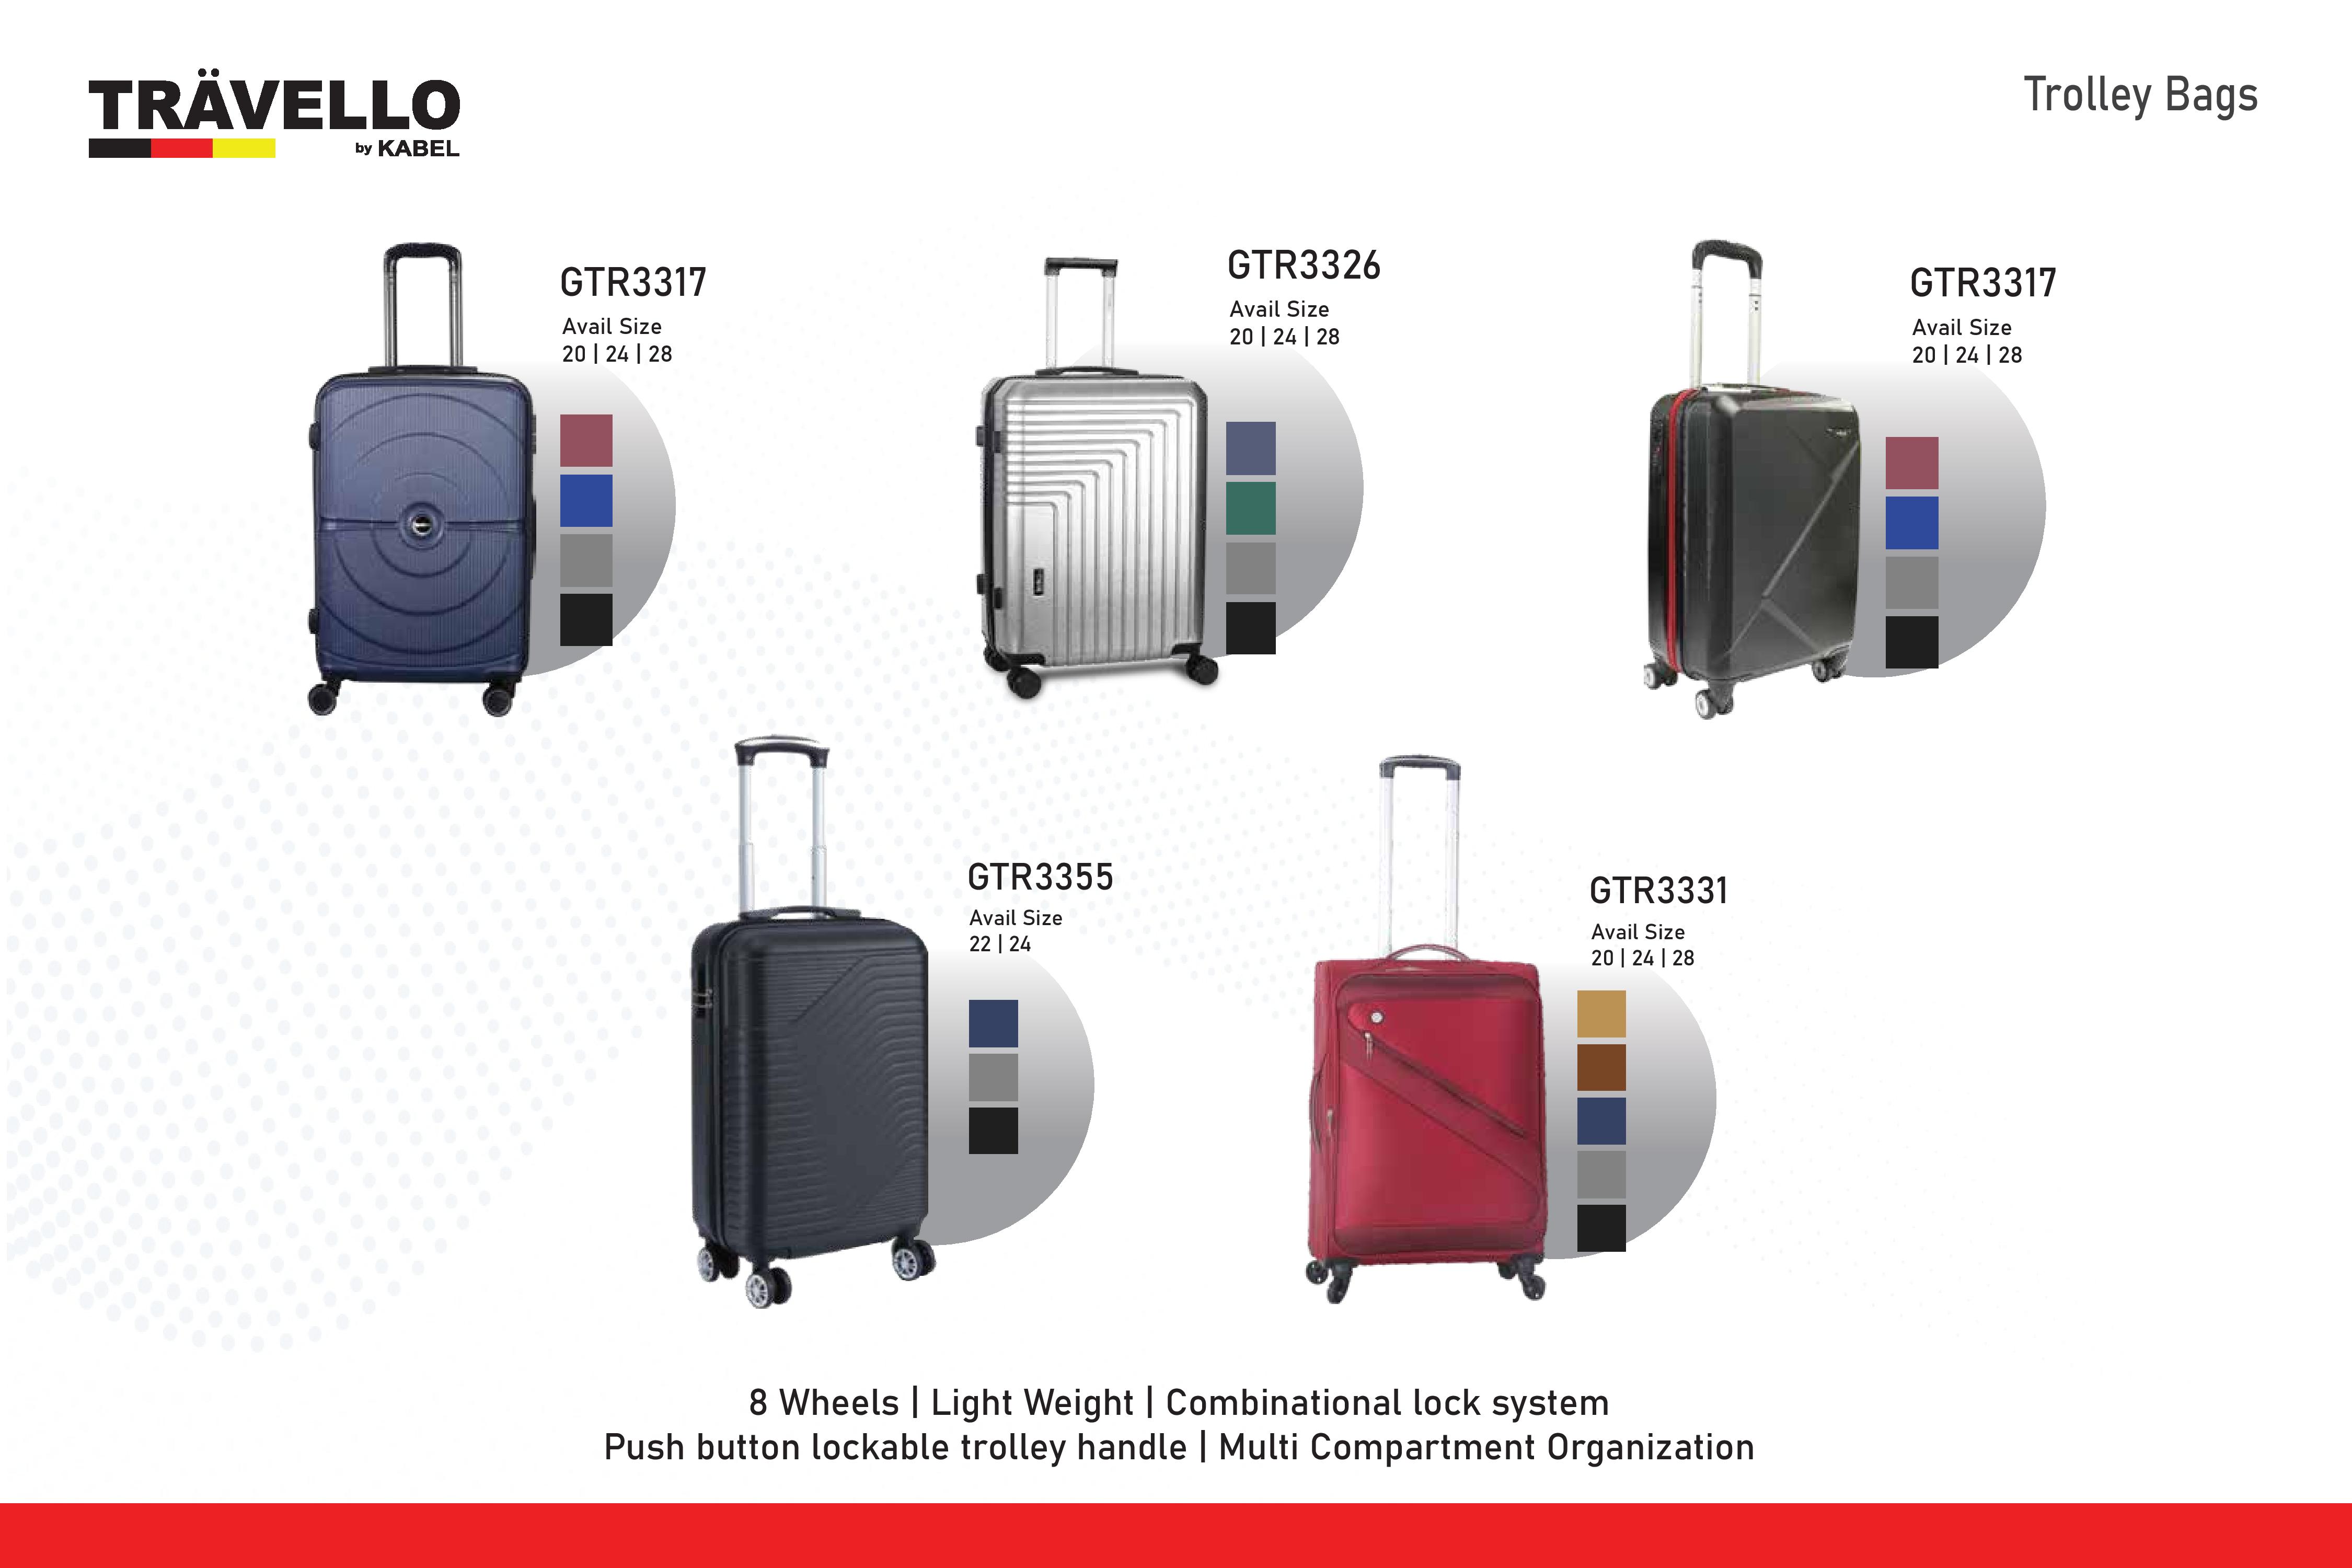 TRÄVELLO
by KABEL
Trolley Bags
GTR3317
Avail Size
20 | 24 | 28
GTR3326
Avail Size
20 | 24 | 28
GTR3317
Avail Size
20 | 24 | 28
GTR3355
Avail Size
22 | 24
GTR3331
Avail Size
20 | 24 | 28
8 Wheels | Light Weight | Combinational lock system
Push button lockable trolley handle | Multi Compartment Organization